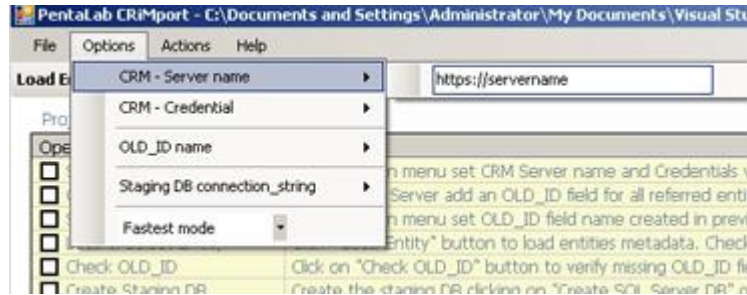 PentaLab CRiMport - C:\Documents and Settings\Administrator\My Documents\Visual Stu
File Options Actions Help
Load E
CRM - Server name
https://servername
CRM - Credential
Pro
OLD_ID name
Ope
n menu set CRM Server name and Credentials
Server add an OLD_ID field for all referred enti
Staging DB connection_string
n menu set OLD_ID field name created in prev
Fastest mode
Entity" button to load entities metadata. Check
Check OLD_ID Click on "Check OLD_ID" button to verify missing OLD_ID fi
Create Staging DB Create the staging DB clicking on "Create SQL Server DB"